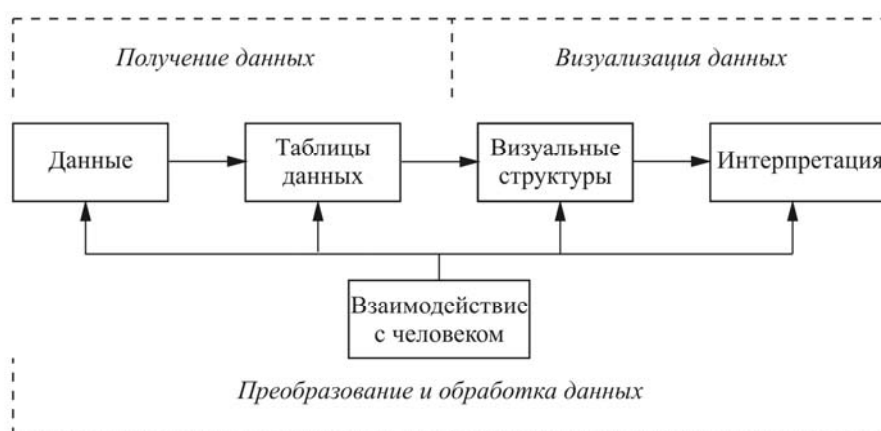 Получение данных
Визуализация данных
Данные
Таблицы
данных
Визуальные
структуры
Интерпретация
Взаимодействие
с человеком
Преобразование и обработка данных